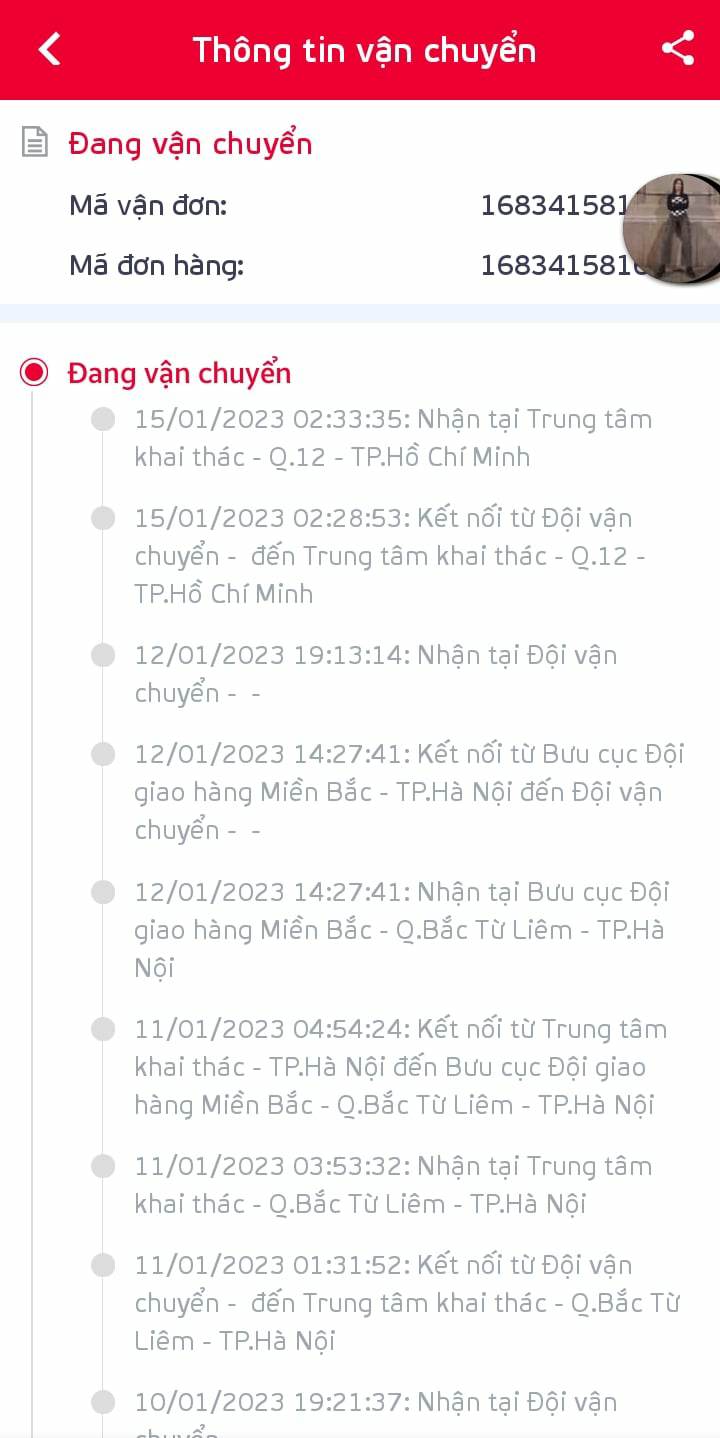 Thông tin vận chuyển
Đang vận chuyển
Mã vận đơn: 168341581
Mã đơn hàng: 168341581
Đang vận chuyển
15/01/2023 02:33:35: Nhận tại Trung tâm
khai thác - Q.12 - TP.Hồ Chí Minh
15/01/2023 02:28:53: Kết nối từ Đội vận
chuyển -  đến Trung tâm khai thác - Q.12 -
TP.Hồ Chí Minh
12/01/2023 19:13:14: Nhận tại Đội vận
chuyển -  -
12/01/2023 14:27:41: Kết nối từ Bưu cục Đội
giao hàng Miền Bắc - TP.Hà Nội đến Đội vận
chuyển -  -
12/01/2023 14:27:41: Nhận tại Bưu cục Đội
giao hàng Miền Bắc - Q.Bắc Từ Liêm - TP.Hà
Nội
11/01/2023 04:54:24: Kết nối từ Trung tâm
khai thác - TP.Hà Nội đến Bưu cục Đội giao
hàng Miền Bắc - Q.Bắc Từ Liêm - TP.Hà Nội
11/01/2023 03:53:32: Nhận tại Trung tâm
khai thác - Q.Bắc Từ Liêm - TP.Hà Nội
11/01/2023 01:31:52: Kết nối từ Đội vận
chuyển -  đến Trung tâm khai thác - Q.Bắc Từ
Liêm - TP.Hà Nội
10/01/2023 19:21:37: Nhận tại Đội vận
chuyển